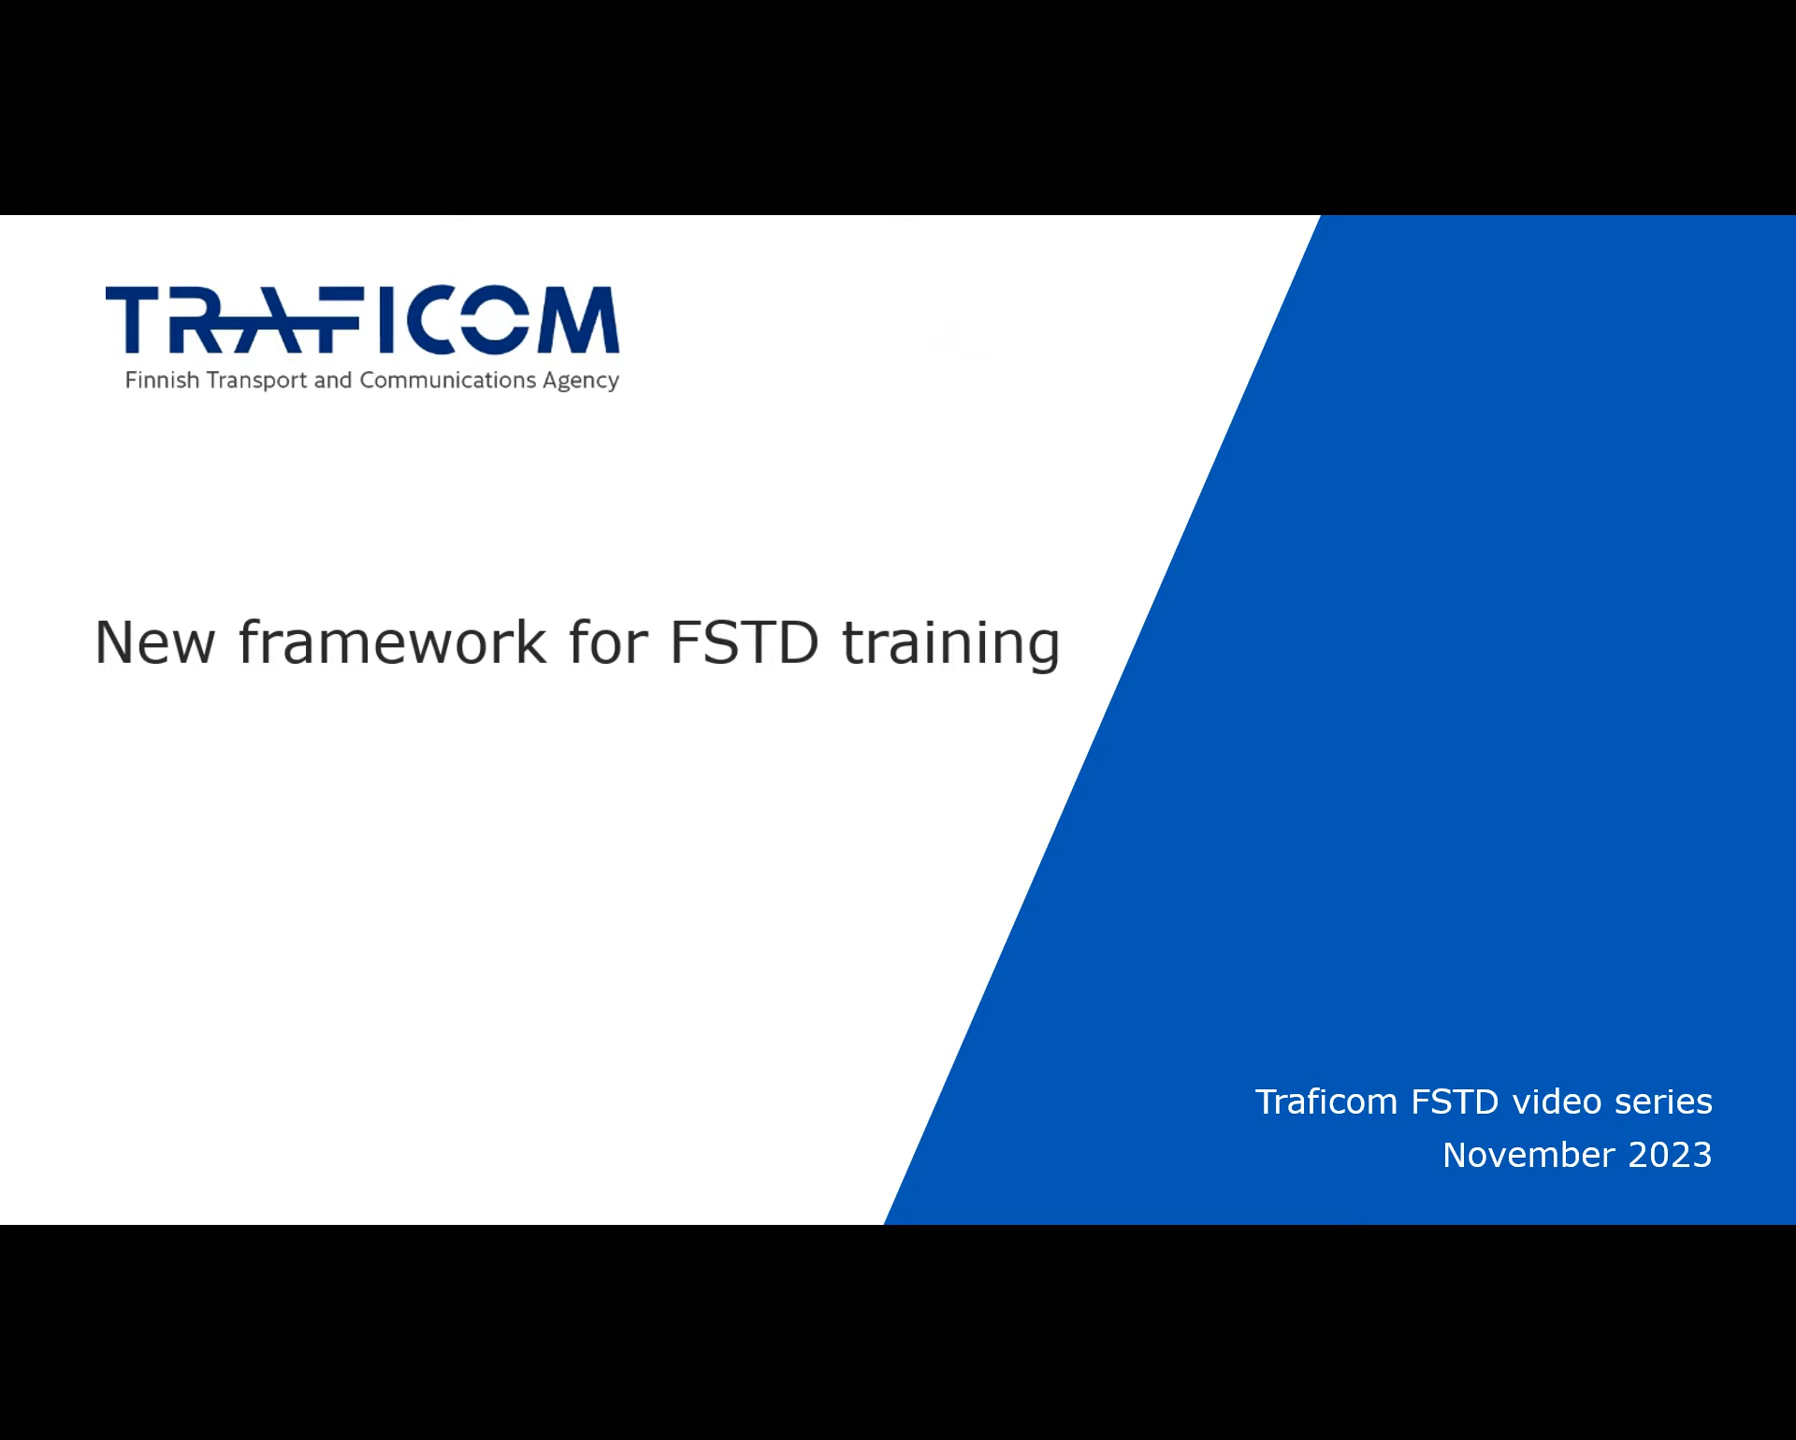 TRAFICOM
Finnish Transport and Communications Agency
New framework for FSTD training
Traficom FSTD video series
November 2023